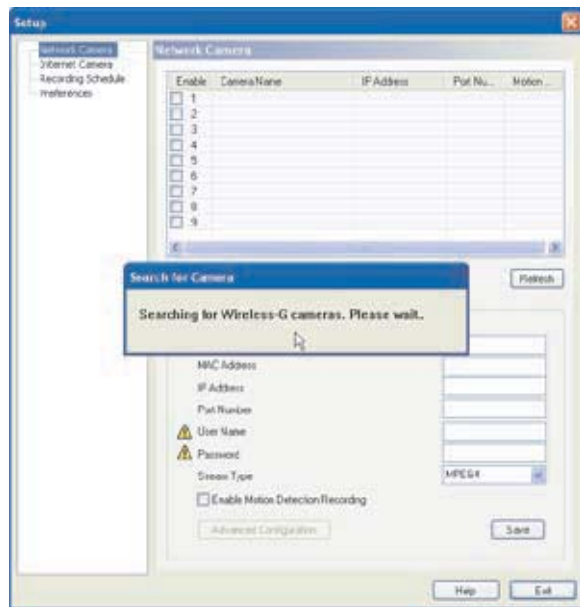 Setup
Network Camera
Internet Camera
Recording Schedule
Preferences
Network Camera
Enable Camera Name IP Address Port Nu... Motion ...
1
2
3
4
5
6
7
8
9
Refresh
Search for Camera
Searching for Wireless-G cameras. Please wait..
MAC Address
IP Address
Port Number
User Name
Password
Stream Type MPEG4
Enable Motion Detection Recording
Advanced Configuration Save
Help Exit